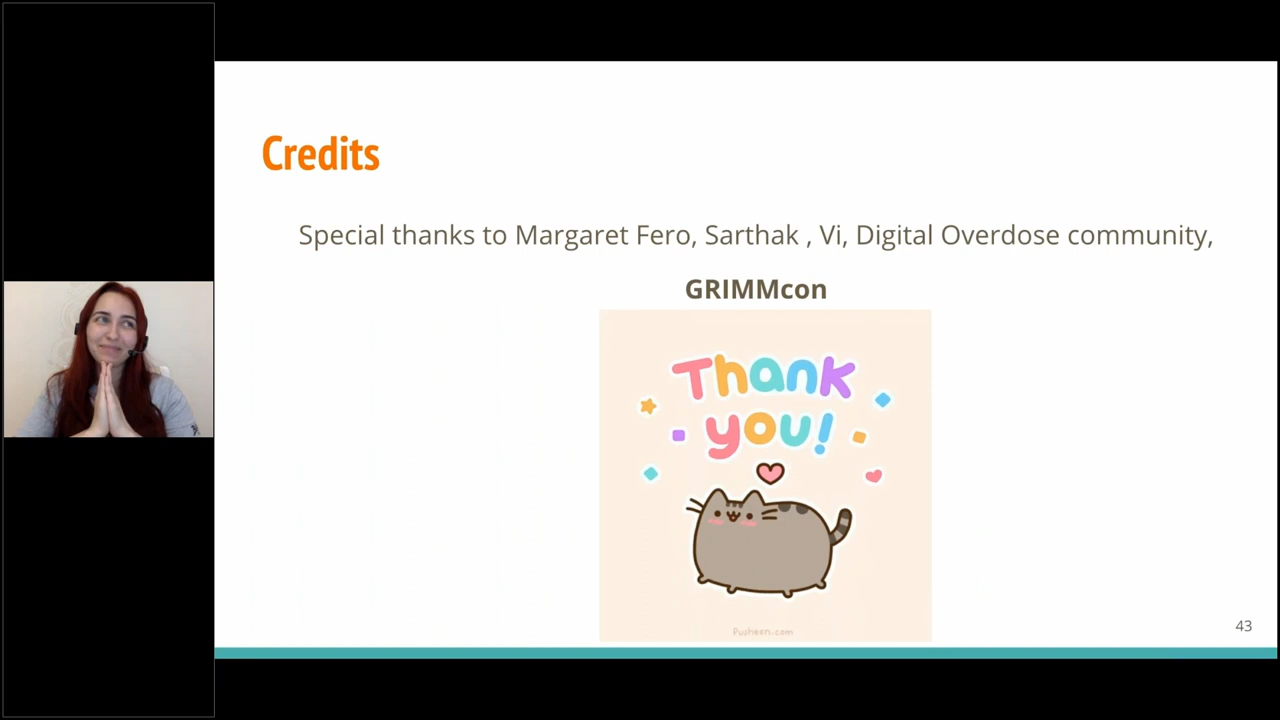 Credits
Special thanks to Margaret Fero, Sarthak , Vi, Digital Overdose community,
GRIMMcon
Thank
you!
Pusheen.com
43